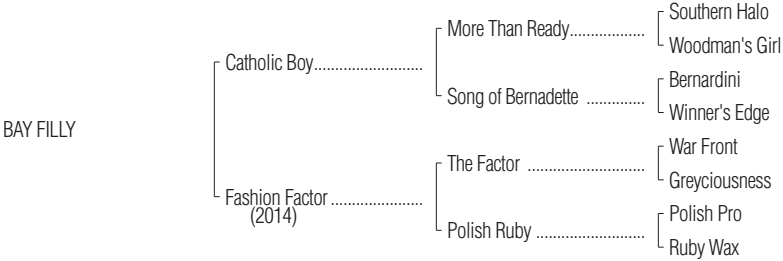 Southern Halo
More Than Ready...................
Woodman's Girl
Catholic Boy..........................
Bernardini
Song of Bernadette ..............
Winner's Edge
BAY FILLY
War Front
The Factor ............................
Greyciousness
Fashion Factor ......................
(2014)
Polish Pro
Polish Ruby ..........................
Ruby Wax